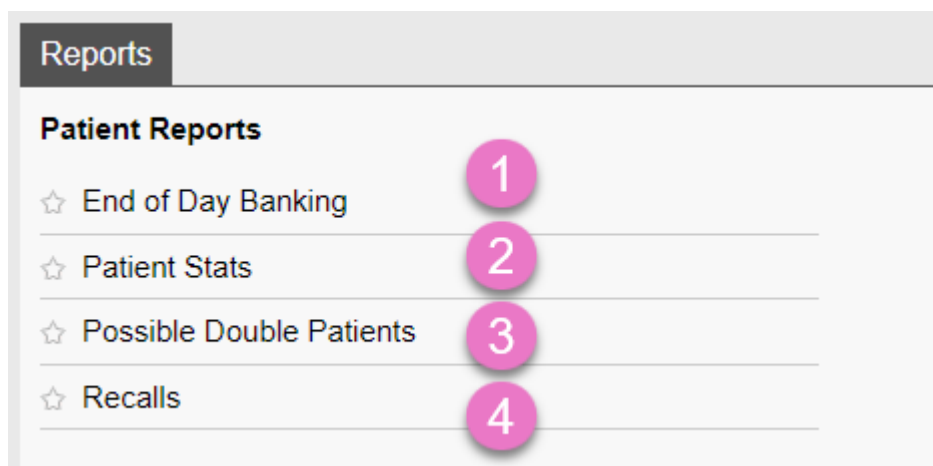 Reports
Patient Reports
End of Day Banking
1
Patient Stats
2
Possible Double Patients
3
Recalls
4